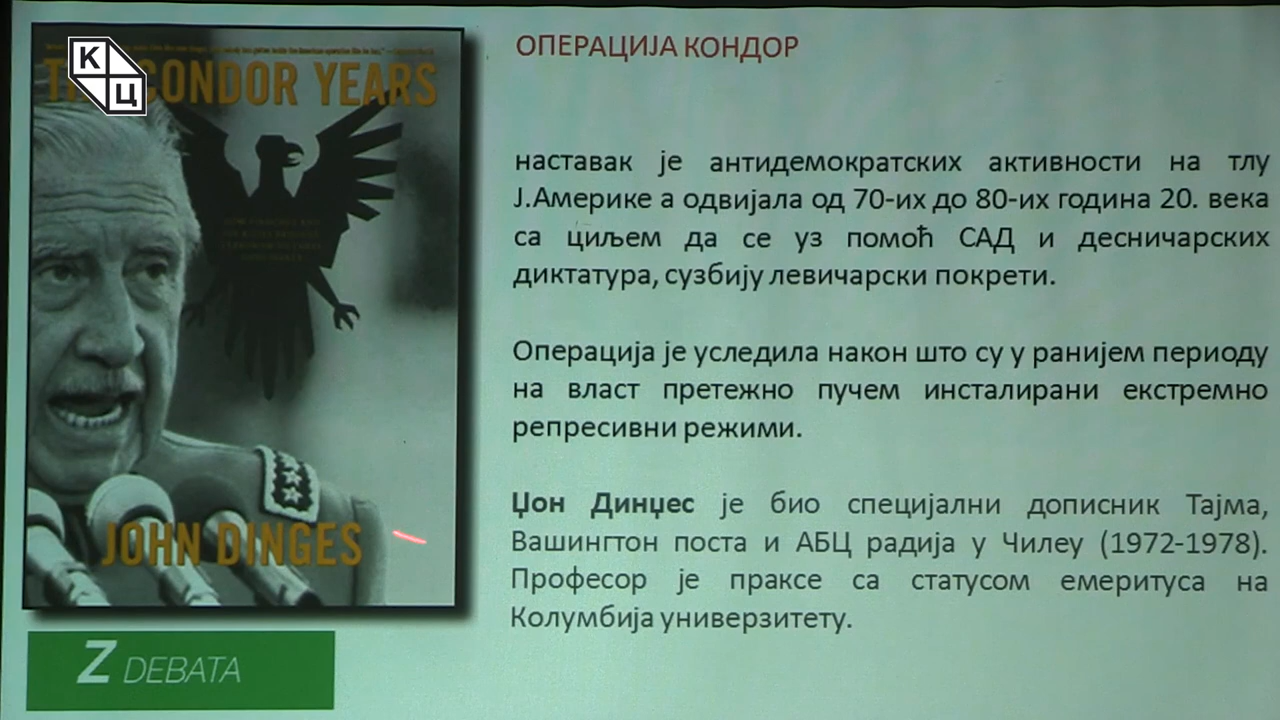 К
Ц
CONDOR YEARS
JOHN DINGES
Z DEBATA
ОПЕРАЦИЈА КОНДОР
наставак је антидемократских активности на тлу
Ј.Америке а одвијала од 70-их до 80-их година 20. века
са циљем да се уз помоћ САД и десничарских
диктатура, сузбију левичарски покрети.
Операција је уследила након што су у ранијем периоду
на власт претежно пучем инсталирани екстремно
репресивни режими.
Џон Динџес је био специјални дописник Тајма,
Вашингтон поста и АБЦ радија у Чилеу (1972-1978).
Професор је праксе са статусом емеритуса на
Колумбија универзитету.